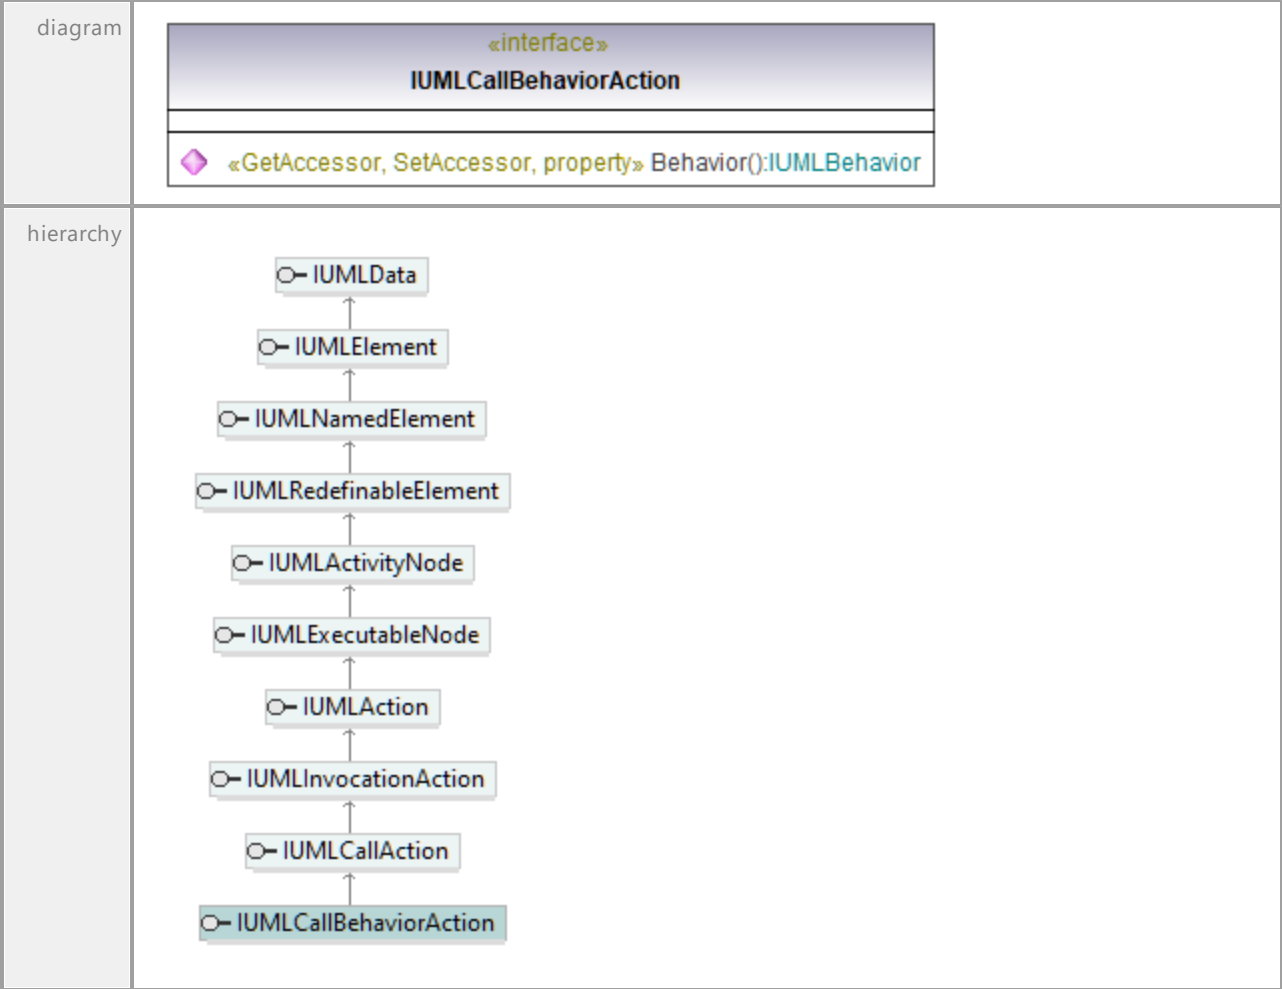 diagram
«interface»
IUMLCallBehaviorAction
«GetAccessor, SetAccessor, property» Behavior():IUMLBehavior
hierarchy
IUMLData
IUMLElement
IUMLNamedElement
IUMLRedefinableElement
IUMLActivityNode
IUMLExecutableNode
IUMLAction
IUMLInvocationAction
IUMLCallAction
IUMLCallBehaviorAction